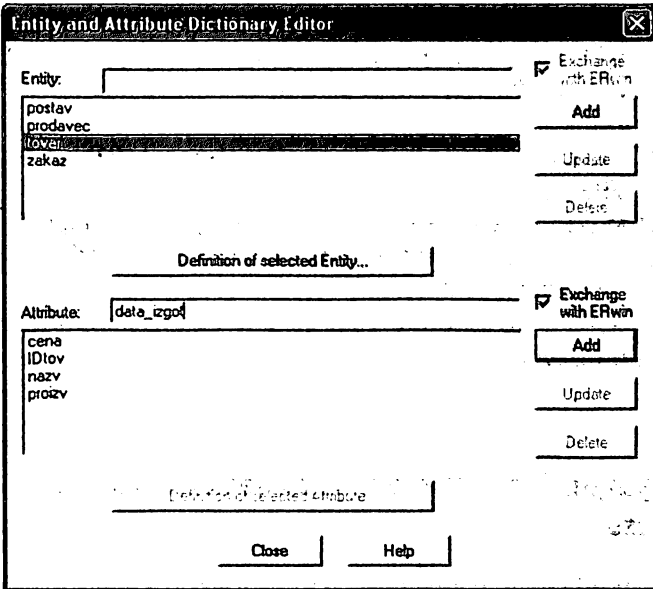 Entity and Attribute Dictionary Editor
Entity:
Exchange
with ERwin
postav
prodavec
tovar
zakaz
Add
Update
Delete
Definition of selected Entity...
Attribute: data_izgot
Exchange
with ERwin
cena
IDtov
nazv
proizv
Add
Update
Delete
Definition of selected Attribute
Close Help